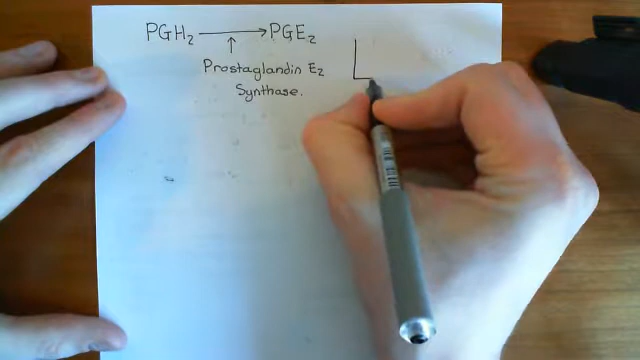 PGH₂ → PGE₂
↑
Prostaglandin E₂
Synthase.